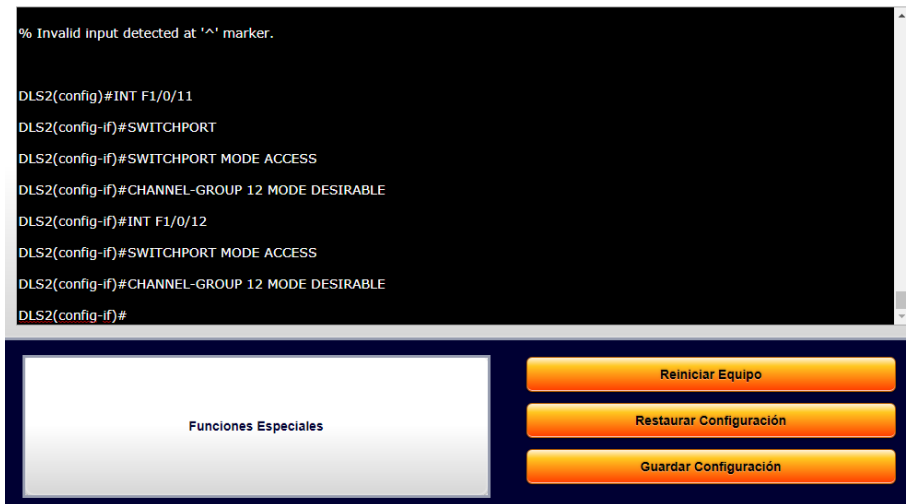 % Invalid input detected at '^' marker.
DLS2(config)#INT F1/0/11
DLS2(config-if)#SWITCHPORT
DLS2(config-if)#SWITCHPORT MODE ACCESS
DLS2(config-if)#CHANNEL-GROUP 12 MODE DESIRABLE
DLS2(config-if)#INT F1/0/12
DLS2(config-if)#SWITCHPORT MODE ACCESS
DLS2(config-if)#CHANNEL-GROUP 12 MODE DESIRABLE
DLS2(config-if)#
Funciones Especiales
Reiniciar Equipo
Restaurar Configuración
Guardar Configuración